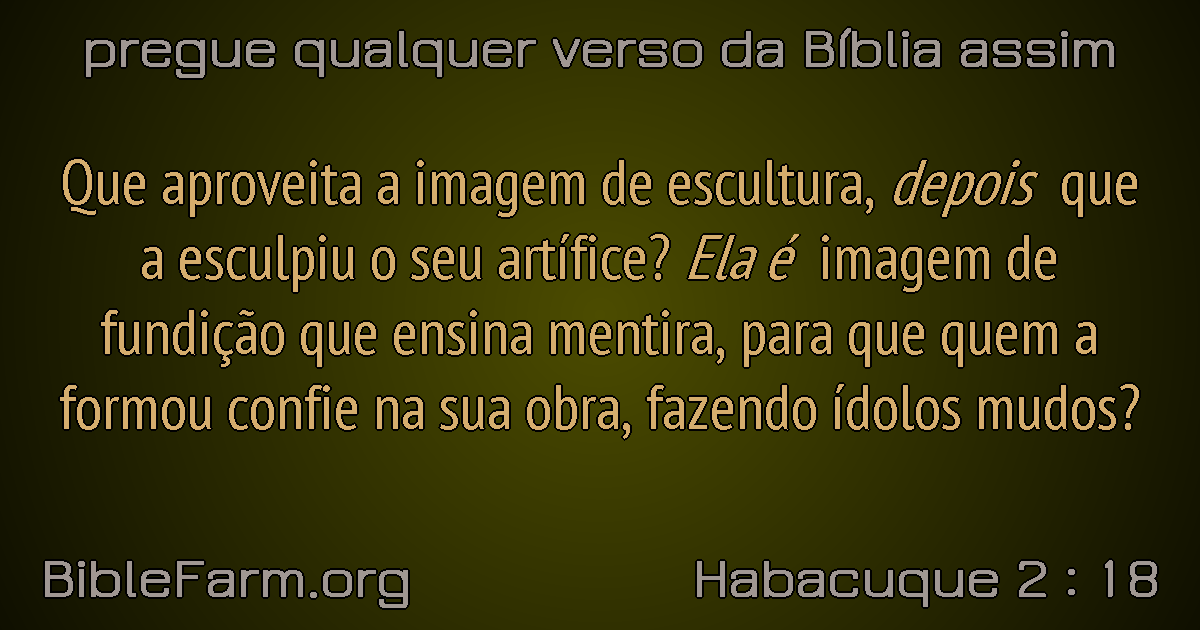 pregue qualquer verso da Bíblia assim
Que aproveita a imagem de escultura, depois que
a esculpiu o seu artífice? Ela é imagem de
fundição que ensina mentira, para que quem a
formou confie na sua obra, fazendo ídolos mudos?
BibleFarm.org
Habacuque 2 : 18